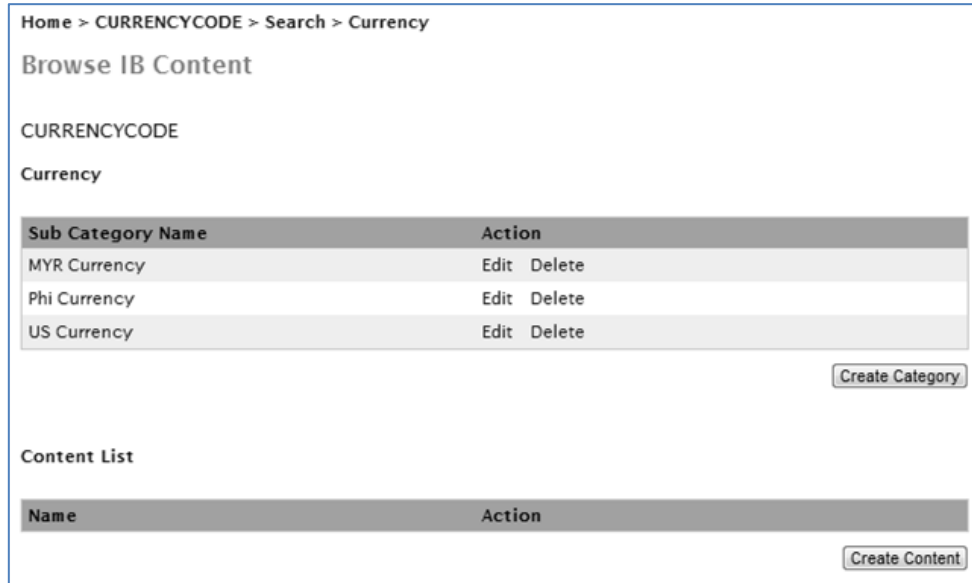 Home > CURRENCYCODE > Search > Currency
Browse IB Content
CURRENCYCODE
Currency
Sub Category Name Action
MYR Currency Edit Delete
Phi Currency Edit Delete
US Currency Edit Delete
Create Category
Content List
Name Action
Create Content